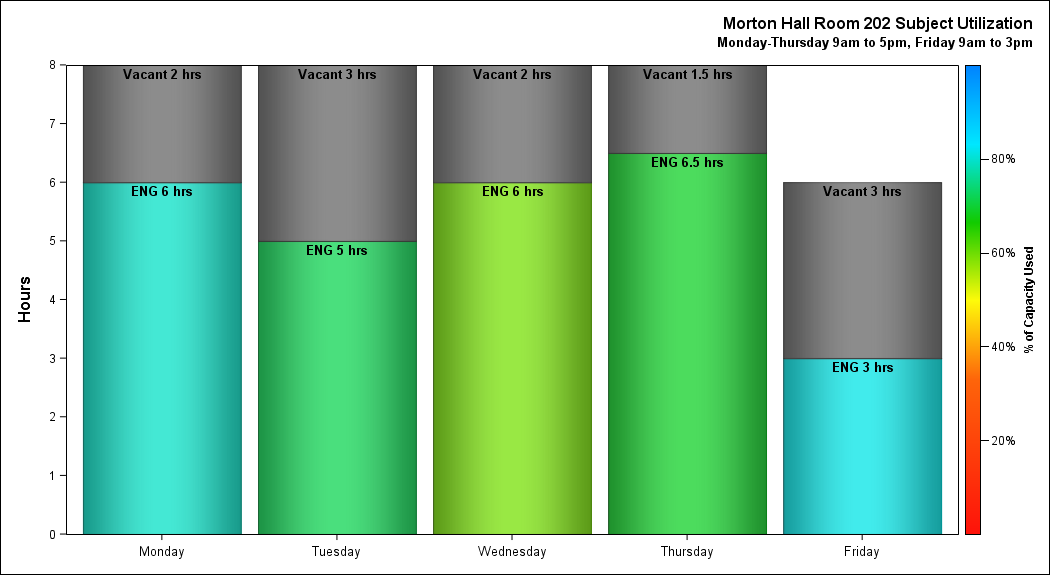 Morton Hall Room 202 Subject Utilization
Monday-Thursday 9am to 5pm, Friday 9am to 3pm
Hours
8
7
6
5
4
3
2
1
0
Vacant 2 hrs
ENG 6 hrs
Vacant 3 hrs
ENG 5 hrs
Vacant 2 hrs
ENG 6 hrs
Vacant 1.5 hrs
ENG 6.5 hrs
Vacant 3 hrs
ENG 3 hrs
Monday
Tuesday
Wednesday
Thursday
Friday
80%
60%
40%
20%
% of Capacity Used